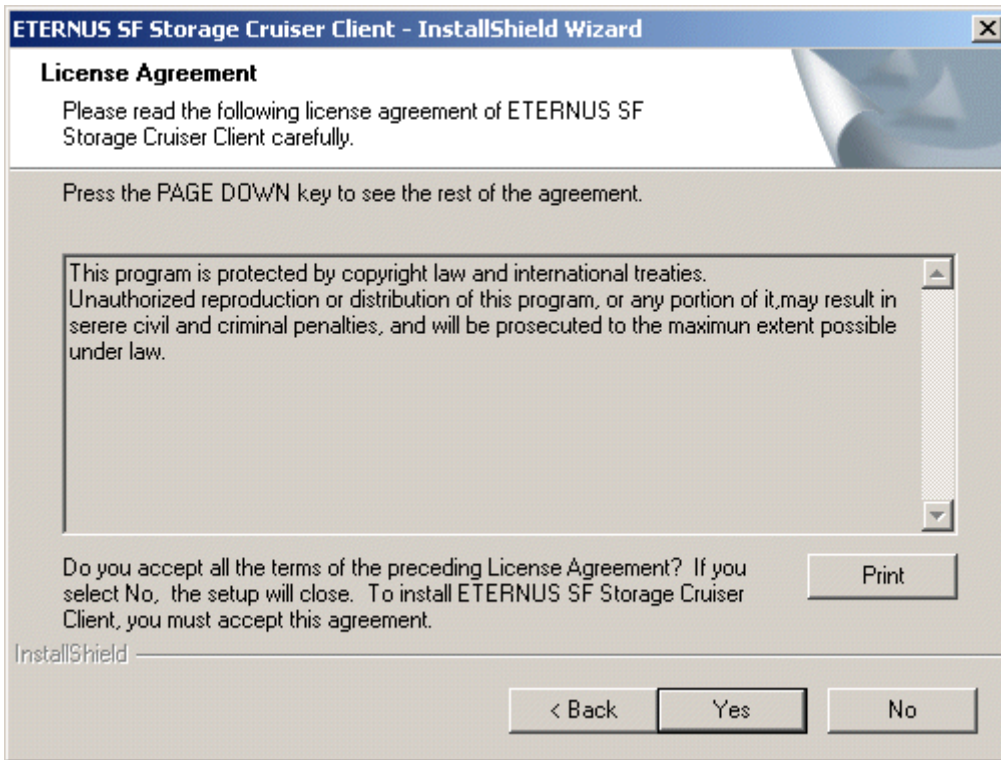 ETERNUS SF Storage Cruiser Client - InstallShield Wizard
License Agreement
Please read the following license agreement of ETERNUS SF
Storage Cruiser Client carefully.
Press the PAGE DOWN key to see the rest of the agreement.
This program is protected by copyright law and international treaties.
Unauthorized reproduction or distribution of this program, or any portion of it,may result in
serere civil and criminal penalties, and will be prosecuted to the maximun extent possible
under law.
Do you accept all the terms of the preceding License Agreement? If you
select No, the setup will close. To install ETERNUS SF Storage Cruiser
Client, you must accept this agreement.
Print
InstallShield
< Back
Yes
No